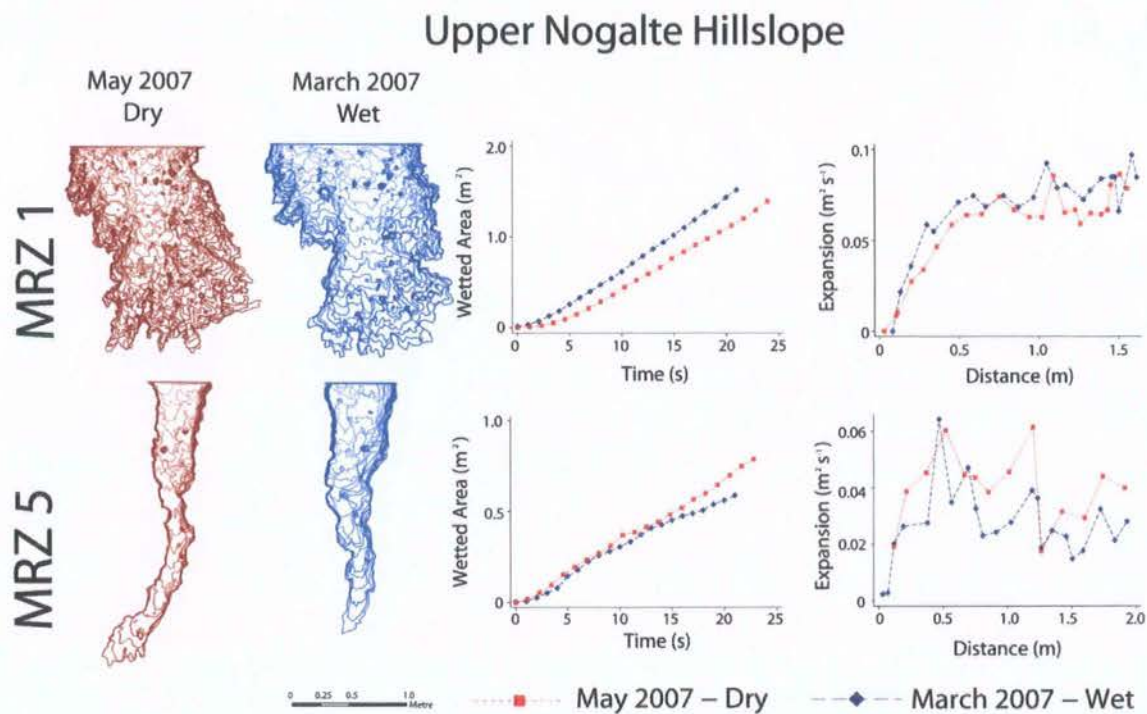 Upper Nogalte Hillslope
May 2007
Dry
March 2007
Wet
MRZ 1
2.0
1.0
0
Wetted Area (m²)
0 5 10 15 20 25
Time (s)
0.1
0.05
0
Expansion (m² s⁻¹)
0 0.5 1.0 1.5
Distance (m)
MRZ 5
1.0
0.5
0
Wetted Area (m²)
0 5 10 15 20 25
Time (s)
0.06
0.04
0.02
0
Expansion (m² s⁻¹)
0 0.5 1.0 1.5 2.0
Distance (m)
0 0.25 0.5 1.0
Metre
May 2007 – Dry
March 2007 – Wet